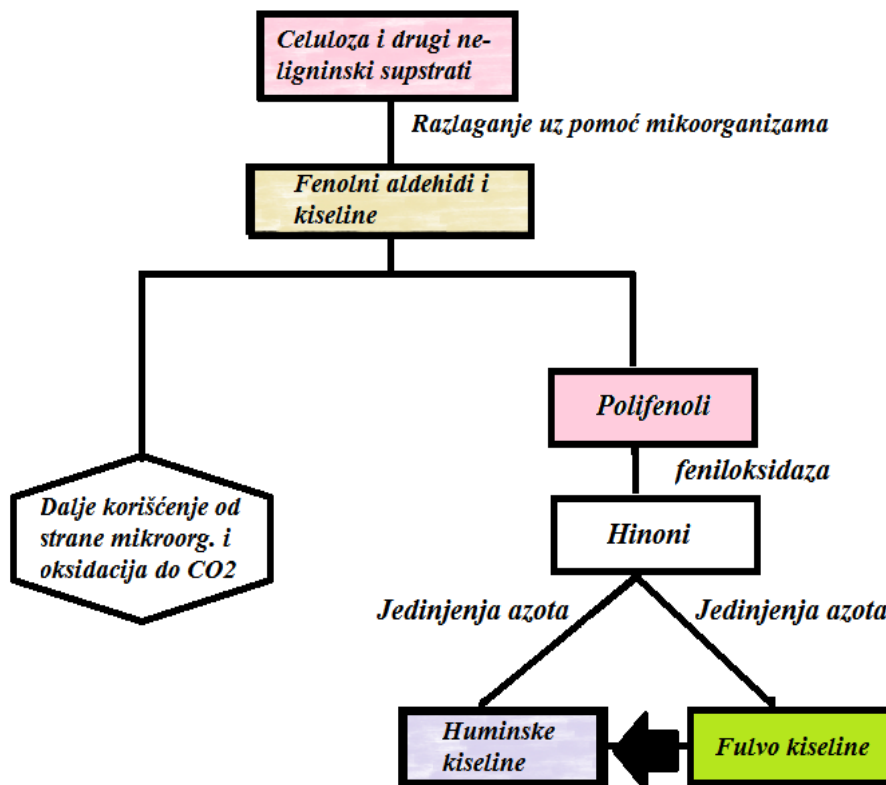 Celuloza i drugi ne-
ligninski supstrati
Razlaganje uz pomoć mikoorganizama
Fenolni aldehidi i
kiseline
Polifenoli
feniloksidaza
Dalje korišćenje od
strane mikroorg. i
oksidacija do CO2
Hinoni
Jedinjenja azota
Jedinjenja azota
Huminske
kiseline
Fulvo kiseline